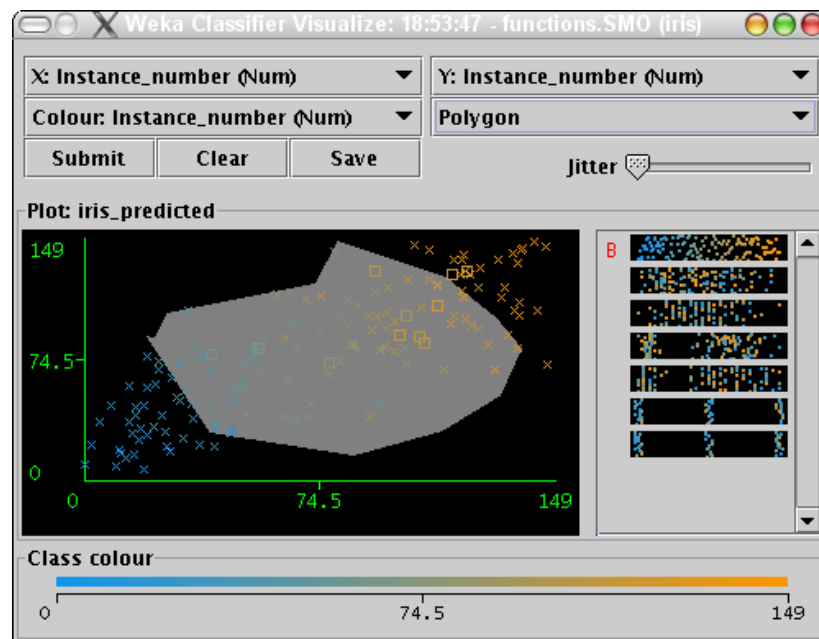 Weka Classifier Visualize: 18:53:47 - functions.SMO (iris)
X: Instance_number (Num) Y: Instance_number (Num)
Colour: Instance_number (Num) Polygon
Submit Clear Save Jitter
Plot: iris_predicted
149
74.5
0
0 74.5 149
B
Class colour
0 74.5 149